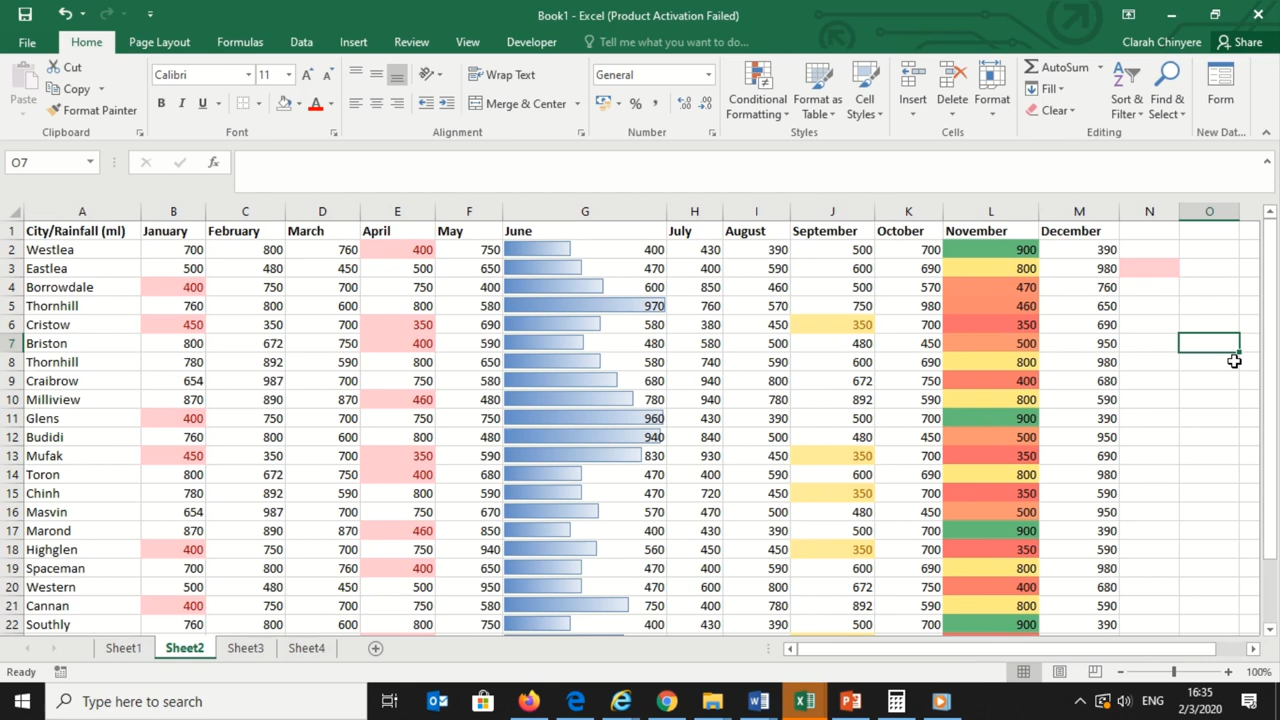 Book1 - Excel (Product Activation Failed)
File Home Page Layout Formulas Data Insert Review View Developer Tell me what you want to do... Clarah Chinyere Share
Paste Cut Copy Format Painter Clipboard
Calibri 11 A A B I U A Font
Wrap Text Merge & Center Alignment
General % , Number
Conditional Formatting Format as Table Cell Styles Styles
Insert Delete Format Cells
AutoSum Fill Clear Sort & Filter Find & Select Editing
Form New Dat...
O7 fx
A B C D E F G H I J K L M N O
1 City/Rainfall (ml) January February March April May June July August September October November December
2 Westlea 700 800 760 400 750 400 430 390 500 700 900 390
3 Eastlea 500 480 450 500 650 470 400 590 600 690 800 980
4 Borrowdale 400 750 700 750 580 600 850 460 500 570 470 760
5 Thornhill 760 800 600 800 580 970 760 570 750 980 460 650
6 Cristow 450 350 700 350 690 580 380 450 350 700 350 690
7 Briston 800 672 750 400 590 480 580 500 480 450 500 950
8 Thornhill 780 892 590 800 650 580 740 590 600 690 800 980
9 Craibrow 654 987 700 750 580 680 940 800 672 750 400 680
10 Milliview 870 890 870 460 480 780 940 780 892 590 800 590
11 Glens 400 750 700 750 750 960 430 390 500 700 900 390
12 Budidi 760 800 600 800 480 940 840 500 480 450 500 950
13 Mufak 450 350 700 350 590 830 930 450 350 700 350 690
14 Toron 800 672 750 400 680 470 400 590 600 690 800 980
15 Chinh 780 892 590 800 590 470 720 450 350 700 350 590
16 Masvin 654 987 700 750 670 570 400 500 480 450 500 950
17 Marond 870 890 870 460 850 400 430 390 500 700 900 390
18 Highglen 400 750 700 750 940 560 450 450 350 700 350 590
19 Spaceman 700 800 750 400 650 470 400 590 600 690 800 980
20 Western 500 480 450 500 950 470 600 800 672 750 400 680
21 Cannan 400 750 700 750 580 750 400 780 892 590 800 590
22 Southly 760 800 600 800 750 400 430 390 500 700 900 390
Sheet1 Sheet2 Sheet3 Sheet4
Ready 100%
Type here to search ENG 16:35
2/3/2020